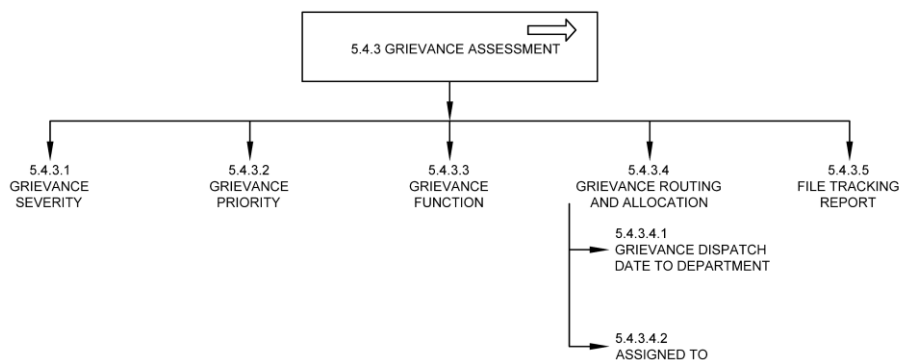 5.4.3 GRIEVANCE ASSESSMENT
5.4.3.1
GRIEVANCE
SEVERITY
5.4.3.2
GRIEVANCE
PRIORITY
5.4.3.3
GRIEVANCE
FUNCTION
5.4.3.4
GRIEVANCE ROUTING
AND ALLOCATION
5.4.3.5
FILE TRACKING
REPORT
5.4.3.4.1
GRIEVANCE DISPATCH
DATE TO DEPARTMENT
5.4.3.4.2
ASSIGNED TO